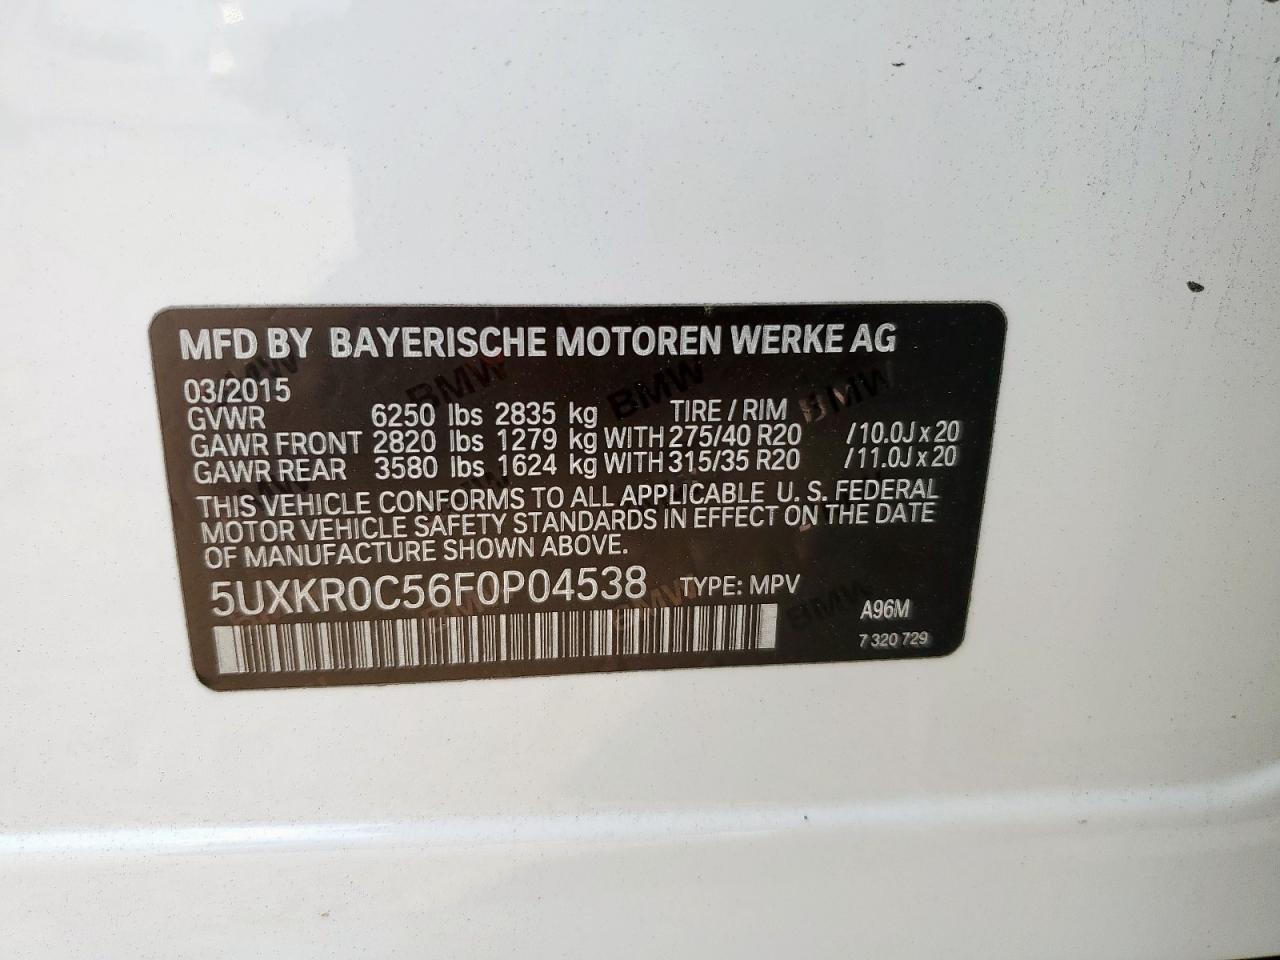 MFD BY BAYERISCHE MOTOREN WERKE AG
03/2015
GVWR 6250 lbs 2835 kg TIRE / RIM
GAWR FRONT 2820 lbs 1279 kg WITH 275/40 R20 /10.0J x 20
GAWR REAR 3580 lbs 1624 kg WITH 315/35 R20 /11.0J x 20
THIS VEHICLE CONFORMS TO ALL APPLICABLE U. S. FEDERAL
MOTOR VEHICLE SAFETY STANDARDS IN EFFECT ON THE DATE
OF MANUFACTURE SHOWN ABOVE.
5UXKR0C56F0P04538 TYPE: MPV
A96M
7 320 729